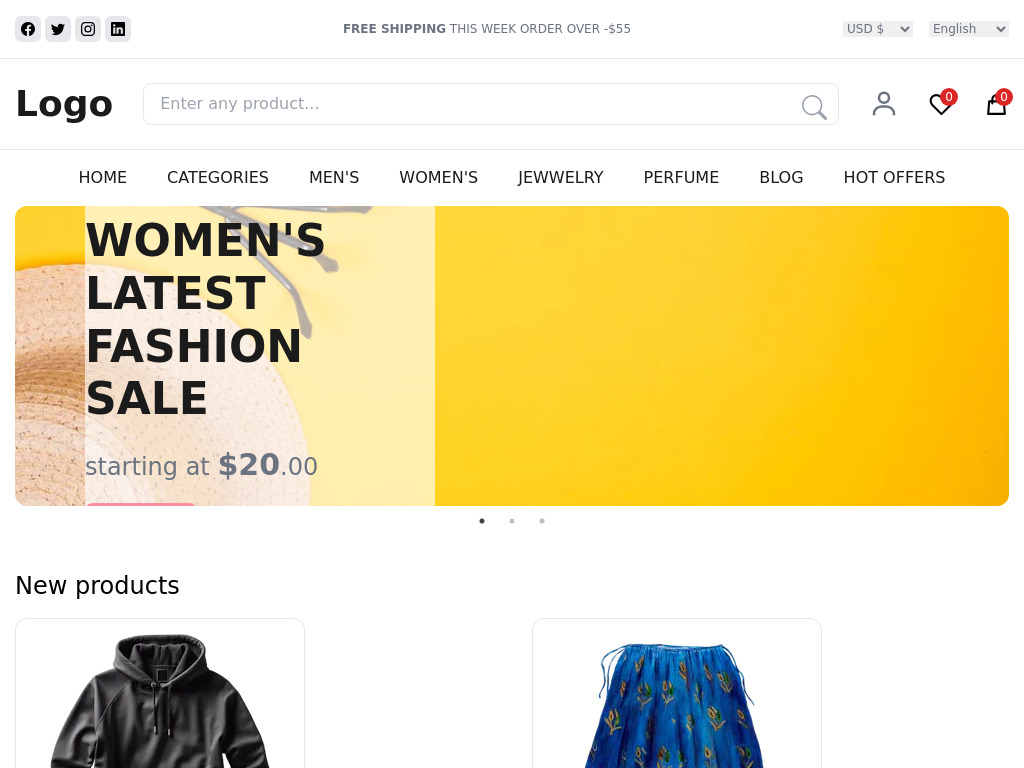 FREE SHIPPING THIS WEEK ORDER OVER -$55
USD $
English
Logo
Enter any product...
0
0
HOME
CATEGORIES
MEN'S
WOMEN'S
JEWWELRY
PERFUME
BLOG
HOT OFFERS
WOMEN'S
LATEST
FASHION
SALE
starting at $20.00
New products